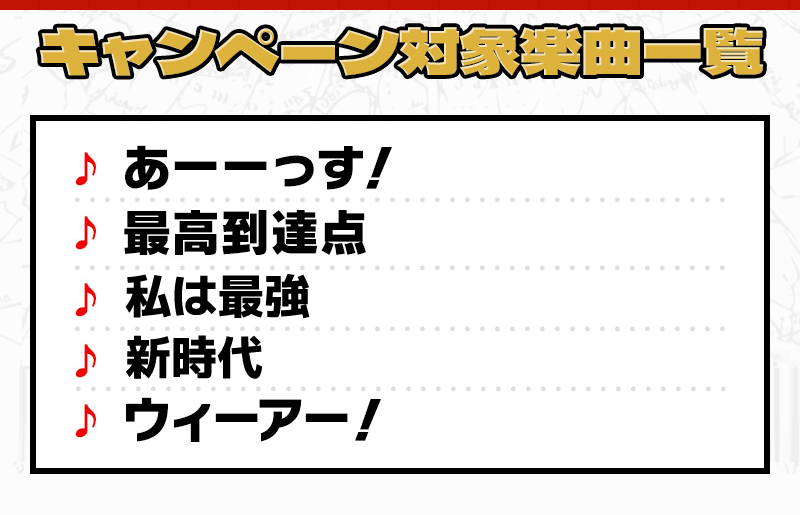 キャンペーン対象楽曲一覧
♪ あーーっす！
♪ 最高到達点
♪ 私は最強
♪ 新時代
♪ ウィーアー！